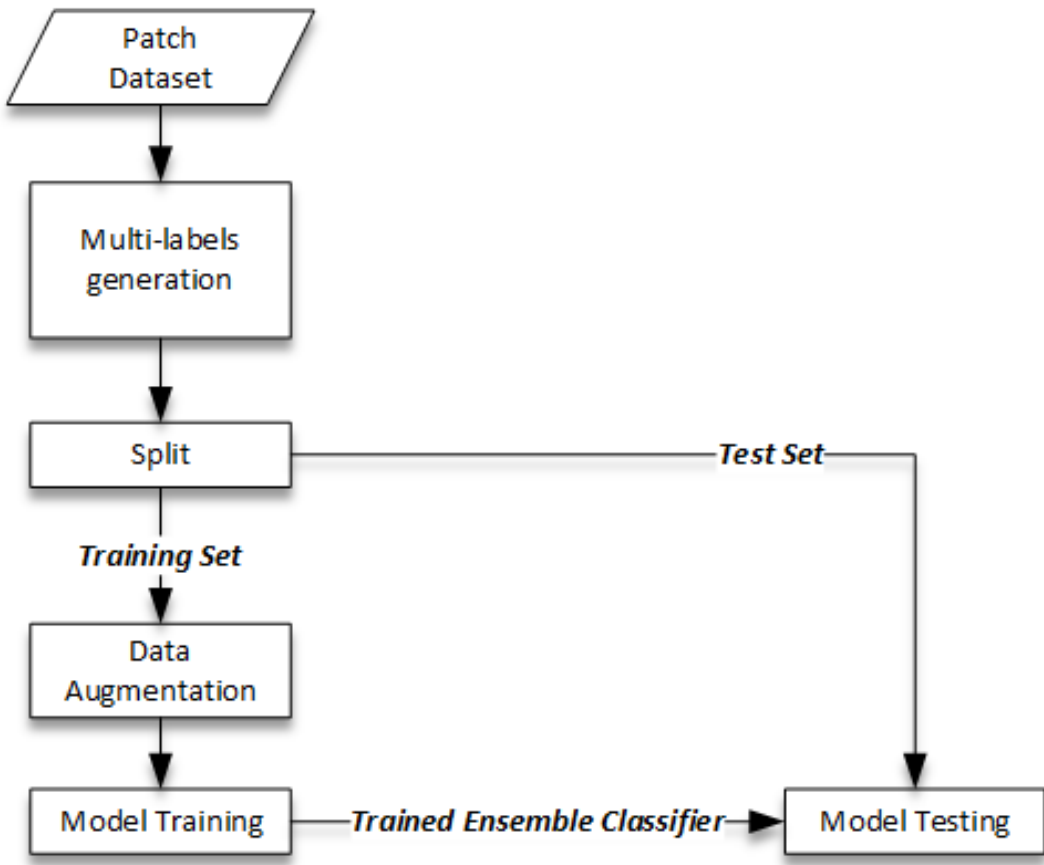 Patch
Dataset
Multi-labels
generation
Split
Test Set
Training Set
Data
Augmentation
Model Training
Trained Ensemble Classifier
Model Testing